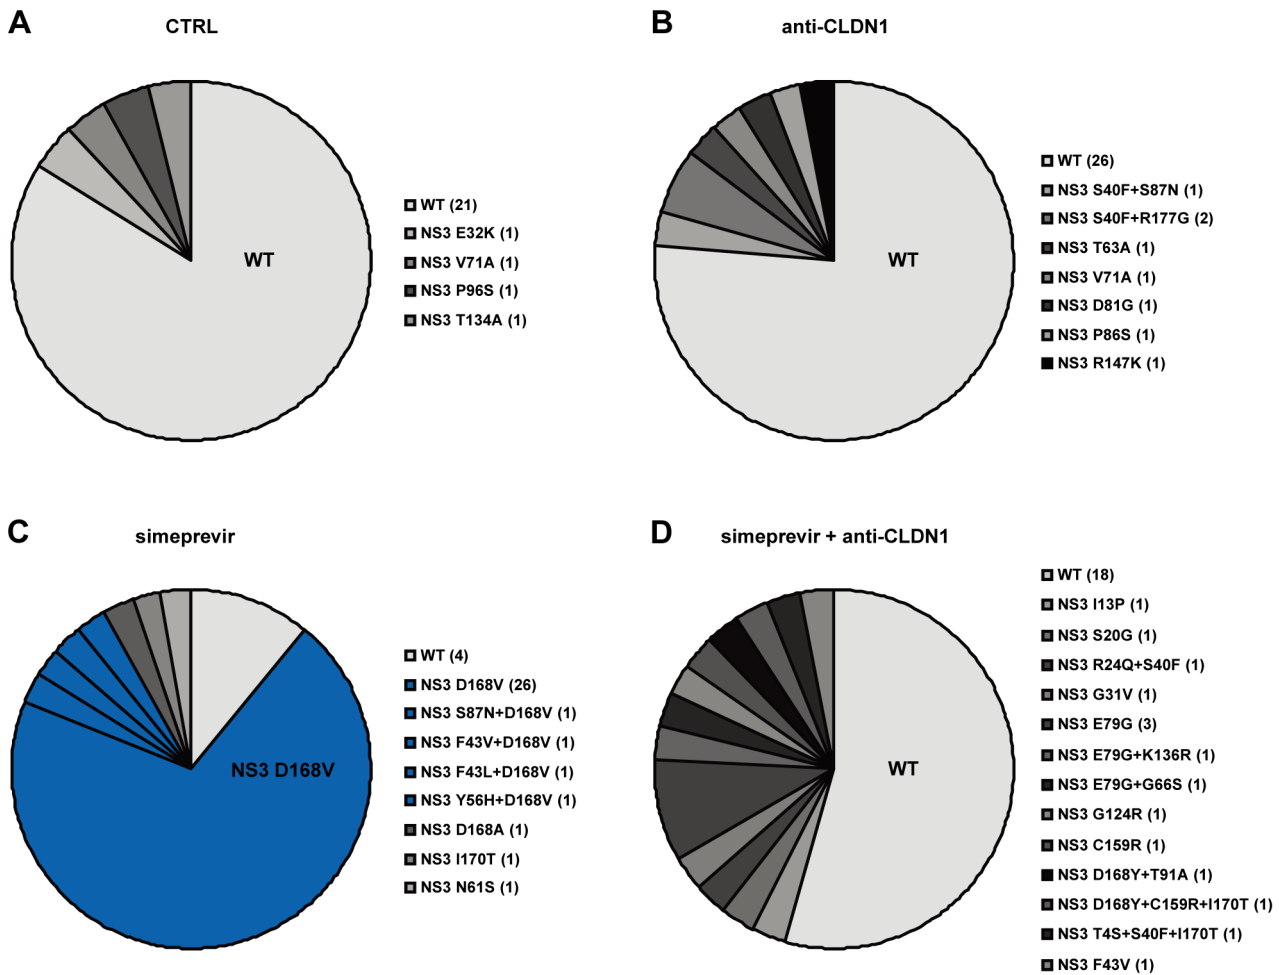 A
CTRL
WT
WT (21)
NS3 E32K (1)
NS3 V71A (1)
NS3 P96S (1)
NS3 T134A (1)
B
anti-CLDN1
WT
WT (26)
NS3 S40F+S87N (1)
NS3 S40F+R177G (2)
NS3 T63A (1)
NS3 V71A (1)
NS3 D81G (1)
NS3 P86S (1)
NS3 R147K (1)
C
simeprevir
NS3 D168V
WT (4)
NS3 D168V (26)
NS3 S87N+D168V (1)
NS3 F43V+D168V (1)
NS3 F43L+D168V (1)
NS3 Y56H+D168V (1)
NS3 D168A (1)
NS3 I170T (1)
NS3 N61S (1)
D
simeprevir + anti-CLDN1
WT
WT (18)
NS3 I13P (1)
NS3 S20G (1)
NS3 R24Q+S40F (1)
NS3 G31V (1)
NS3 E79G (3)
NS3 E79G+K136R (1)
NS3 E79G+G66S (1)
NS3 G124R (1)
NS3 C159R (1)
NS3 D168Y+T91A (1)
NS3 D168Y+C159R+I170T (1)
NS3 T4S+S40F+I170T (1)
NS3 F43V (1)